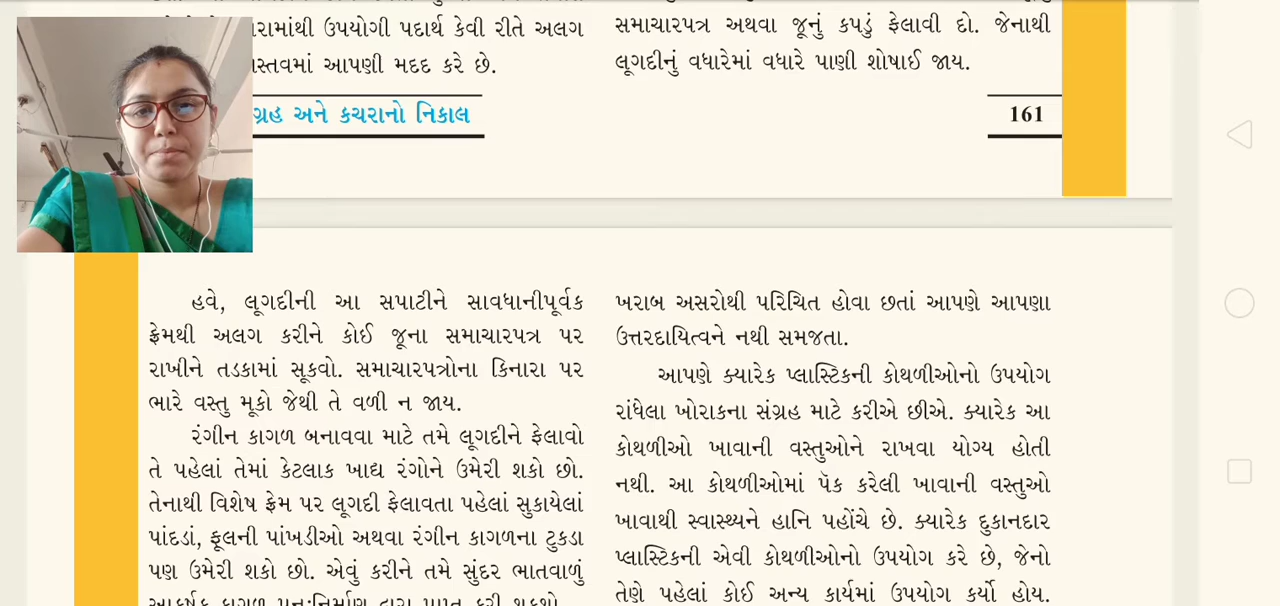 ઉપયોગી પદાર્થ કેવી રીતે અલગ
આપણી મદદ કરે છે.
સમાચારપત્ર અથવા જૂનું કપડું ફેલાવી દો. જેનાથી
લૂગદીનું વધારેમાં વધારે પાણી શોષાઈ જાય.
અને કચરાનો નિકાલ
161
હવે, લૂગદીની આ સપાટીને સાવધાનીપૂર્વક
ફ્રેમથી અલગ કરીને કોઈ જૂના સમાચારપત્ર પર
રાખીને તડકામાં સૂકવો. સમાચારપત્રોના કિનારા પર
ભારે વસ્તુ મૂકો જેથી તે વળી ન જાય.
રંગીન કાગળ બનાવવા માટે તમે લૂગદીને ફેલાવો
તે પહેલાં તેમાં કેટલાક ખાદ્ય રંગોને ઉમેરી શકો છો.
તેનાથી વિશેષ ફ્રેમ પર લૂગદી ફેલાવતા પહેલાં સુકાયેલાં
પાંદડાં, ફૂલની પાંખડીઓ અથવા રંગીન કાગળના ટુકડા
પણ ઉમેરી શકો છો. એવું કરીને તમે સુંદર ભાતવાળું
ખરાબ અસરોથી પરિચિત હોવા છતાં આપણે આપણા
ઉત્તરદાયિત્વને નથી સમજતા.
આપણે ક્યારેક પ્લાસ્ટિકની કોથળીઓનો ઉપયોગ
રાંધેલા ખોરાકના સંગ્રહ માટે કરીએ છીએ. ક્યારેક આ
કોથળીઓ ખાવાની વસ્તુઓને રાખવા યોગ્ય હોતી
નથી. આ કોથળીઓમાં પૅક કરેલી ખાવાની વસ્તુઓ
ખાવાથી સ્વાસ્થ્યને હાનિ પહોંચે છે. ક્યારેક દુકાનદાર
પ્લાસ્ટિકની એવી કોથળીઓનો ઉપયોગ કરે છે, જેનો
તેણે પહેલાં કોઈ અન્ય કાર્યમાં ઉપયોગ કર્યો હોય.